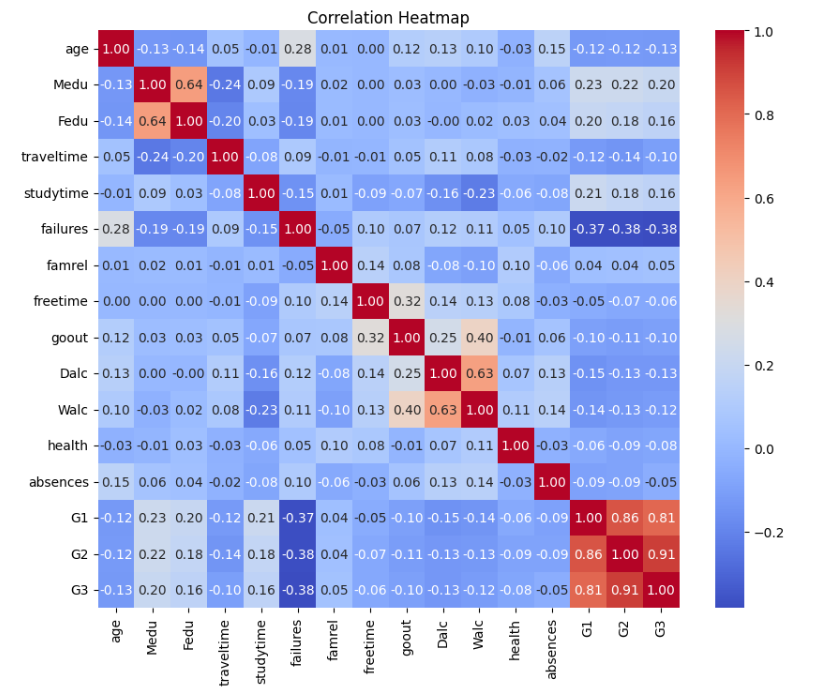 Correlation Heatmap
age 1.00 -0.13 -0.14 0.05 -0.01 0.28 0.01 0.00 0.12 0.13 0.10 -0.03 0.15 -0.12 -0.12 -0.13
Medu -0.13 1.00 0.64 -0.24 0.09 -0.19 0.02 0.00 0.03 0.00 -0.03 -0.01 0.06 0.23 0.22 0.20
Fedu -0.14 0.64 1.00 -0.20 0.03 -0.19 0.01 0.00 0.03 -0.00 0.02 0.03 0.04 0.20 0.18 0.16
traveltime 0.05 -0.24 -0.20 1.00 -0.08 0.09 -0.01 -0.01 0.05 0.11 0.08 -0.03 -0.02 -0.12 -0.14 -0.10
studytime -0.01 0.09 0.03 -0.08 1.00 -0.15 0.01 -0.09 -0.07 -0.16 -0.23 -0.06 -0.08 0.21 0.18 0.16
failures 0.28 -0.19 -0.19 0.09 -0.15 1.00 -0.05 0.10 0.07 0.12 0.11 0.05 0.10 -0.37 -0.38 -0.38
famrel 0.01 0.02 0.01 -0.01 0.01 -0.05 1.00 0.14 0.08 -0.08 -0.10 0.10 -0.06 0.04 0.04 0.05
freetime 0.00 0.00 0.00 -0.01 -0.09 0.10 0.14 1.00 0.32 0.14 0.13 0.08 -0.03 -0.05 -0.07 -0.06
goout 0.12 0.03 0.03 0.05 -0.07 0.07 0.08 0.32 1.00 0.25 0.40 -0.01 0.06 -0.10 -0.11 -0.10
Dalc 0.13 0.00 -0.00 0.11 -0.16 0.12 -0.08 0.14 0.25 1.00 0.63 0.07 0.13 -0.15 -0.13 -0.13
Walc 0.10 -0.03 0.02 0.08 -0.23 0.11 -0.10 0.13 0.40 0.63 1.00 0.11 0.14 -0.14 -0.13 -0.12
health -0.03 -0.01 0.03 -0.03 -0.06 0.05 0.10 0.08 -0.01 0.07 0.11 1.00 -0.03 -0.06 -0.09 -0.08
absences 0.15 0.06 0.04 -0.02 -0.08 0.10 -0.06 -0.03 0.06 0.13 0.14 -0.03 1.00 -0.09 -0.09 -0.05
G1 -0.12 0.23 0.20 -0.12 0.21 -0.37 0.04 -0.05 -0.10 -0.15 -0.14 -0.06 -0.09 1.00 0.86 0.81
G2 -0.12 0.22 0.18 -0.14 0.18 -0.38 0.04 -0.07 -0.11 -0.13 -0.13 -0.09 -0.09 0.86 1.00 0.91
G3 -0.13 0.20 0.16 -0.10 0.16 -0.38 0.05 -0.06 -0.10 -0.13 -0.12 -0.08 -0.05 0.81 0.91 1.00
age Medu Fedu traveltime studytime failures famrel freetime goout Dalc Walc health absences G1 G2 G3
1.0
0.8
0.6
0.4
0.2
0.0
-0.2